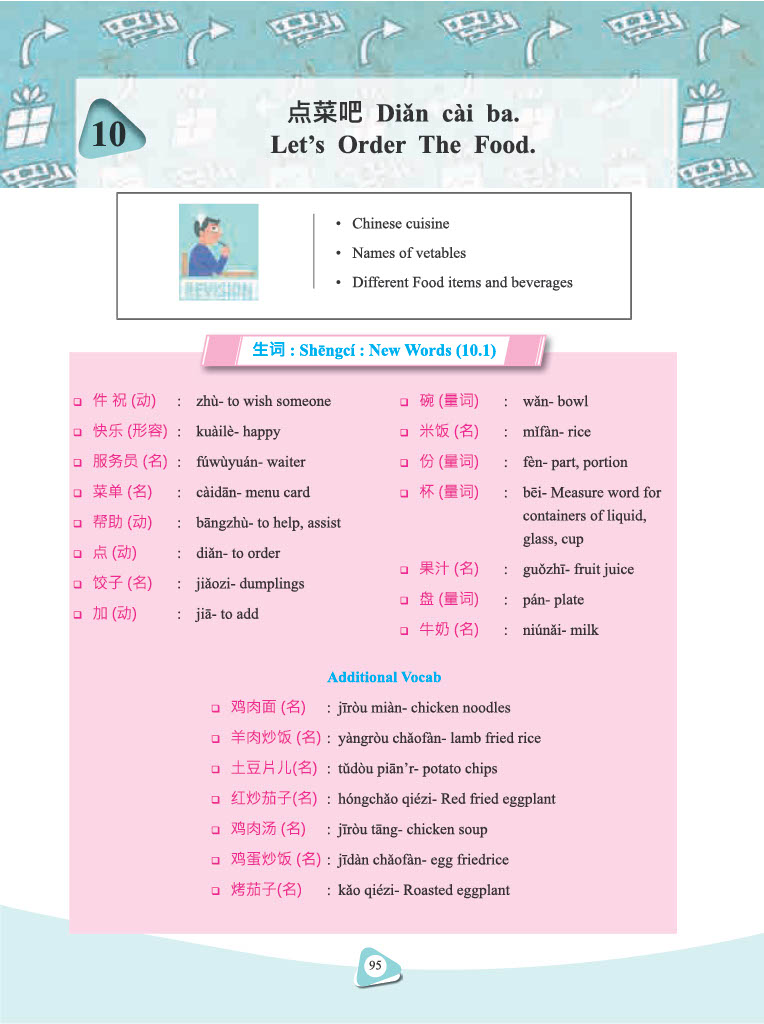 10
点菜吧 Diǎn cài ba.
Let's Order The Food.
REVISION
• Chinese cuisine
• Names of vetables
• Different Food items and beverages
生词 : Shēngcí : New Words (10.1)
❑ 件 祝 (动) : zhù- to wish someone
❑ 快乐 (形容) : kuàilè- happy
❑ 服务员 (名) : fúwùyuán- waiter
❑ 菜单 (名) : càidān- menu card
❑ 帮助 (动) : bāngzhù- to help, assist
❑ 点 (动) : diǎn- to order
❑ 饺子 (名) : jiǎozi- dumplings
❑ 加 (动) : jiā- to add
❑ 碗 (量词) : wǎn- bowl
❑ 米饭 (名) : mǐfàn- rice
❑ 份 (量词) : fèn- part, portion
❑ 杯 (量词) : bēi- Measure word for
containers of liquid,
glass, cup
❑ 果汁 (名) : guǒzhī- fruit juice
❑ 盘 (量词) : pán- plate
❑ 牛奶 (名) : niúnǎi- milk
Additional Vocab
❑ 鸡肉面 (名) : jīròu miàn- chicken noodles
❑ 羊肉炒饭 (名) : yàngròu chǎofàn- lamb fried rice
❑ 土豆片儿(名) : tǔdòu piān'r- potato chips
❑ 红炒茄子(名) : hóngchǎo qiézi- Red fried eggplant
❑ 鸡肉汤 (名) : jīròu tāng- chicken soup
❑ 鸡蛋炒饭 (名) : jīdàn chǎofàn- egg friedrice
❑ 烤茄子(名) : kǎo qiézi- Roasted eggplant
95